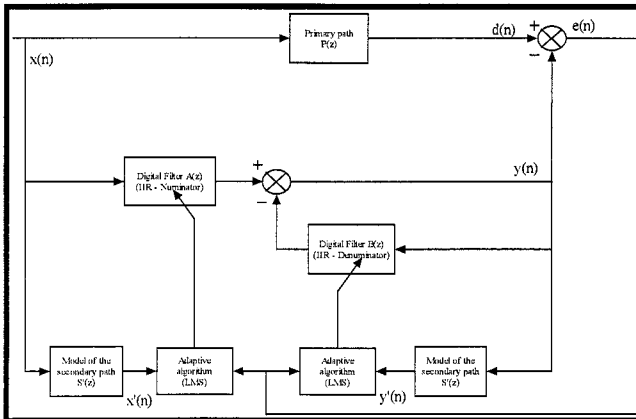 Primary path
P(z)
d(n)
+
e(n)
x(n)
−
Digital Filter A(z)
(IIR - Numinator)
+
y(n)
−
Digital Filter B(z)
(IIR - Denuminator)
Model of the
secondary path
S'(z)
x'(n)
Adaptive
algorithm
(LMS)
Adaptive
algorithm
(LMS)
y'(n)
Model of the
secondary path
S'(z)